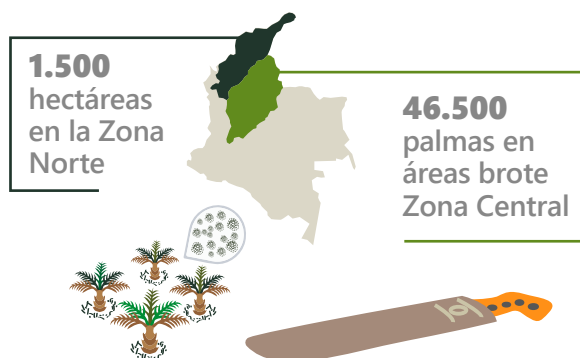 1.500
hectáreas
en la Zona
Norte
46.500
palmas en
áreas brote
Zona Central